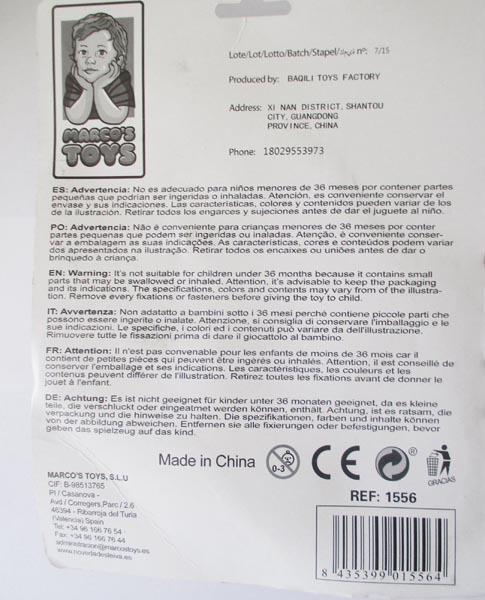 Lote/Lot/Lotto/Batch/Stapel/ nº: 7/15
Produced by: BAQILI TOYS FACTORY
Address: XI NAN DISTRICT, SHANTOU
CITY, GUANGDONG
PROVINCE, CHINA
Phone: 18029553973
MARCO'S
TOYS
ES: Advertencia: No es adecuado para niños menores de 36 meses por contener partes
pequeñas que podrían ser ingeridas o inhaladas. Atención, es conveniente conservar el
envase y sus indicaciones. Las características, colores y contenidos pueden variar de los
de la ilustración. Retirar todos los engarces y sujeciones antes de dar el juguete al niño.
PO: Advertencia: Não é conveniente para crianças menores de 36 meses por conter
partes pequenas que podem ser ingeridas ou inaladas. Atenção, é conveniente conser-
var a embalagem as suas indicações. As características, cores e conteúdos podem variar
dos apresentados na ilustração. Retirar todos os encaixes ou uniões antes de dar o
brinquedo à criança.
EN: Warning: It's not suitable for children under 36 months because it contains small
parts that may be swallowed or inhaled. Attention, it's advisable to keep the packaging
and its indications. The specifications, colors and contents may vary from of the illustra-
tion. Remove every fixations or fasteners before giving the toy to child.
IT: Avvertenza: Non adatatto a bambini sotto i 36 mesi perché contiene piccole parti che
possono essere ingerite o inalate. Attenzione, si consiglia di conservare l'imballaggio e le
sue indicazioni. Le specifiche, i colori ed i contenuti può variare da dell'illustrazione.
Rimuovere tutte le fissazioni prima di dare il giocattolo al bambino.
FR: Attention: Il n'est pas convenable pour les enfants de moins de 36 mois car il
contient de petites pièces qui peuvent être ingérés ou inhalés. Attention, il est conseillé de
conserver l'emballage et ses indications. Les caractéristiques, les couleurs et les
contenus peuvent différer de l'illustration. Retirez toutes les fixations avant de donner le
jouet à l'enfant.
DE: Achtung: Es ist nicht geeignet für kinder unter 36 monaten geeignet, da es kleine
teile, die verschluckt oder eingeatmet werden können, enthält. Achtung, ist es ratsam, die
verpackung und die hinweise zu halten. Die spezifikationen, farben und inhalte können
von der abbildung abweichen. Entfernen sie alle fixierungen oder befestigungen, bevor
geben das spielzeug auf das kind.
Made in China
0-3
CE
®
GRACIAS
MARCO'S TOYS, S.L.U
CIF: B-98513765
Pl / Casanova -
Avd / Corregers,Parc / 2.6
46394 - Ribarroja del Turia
(Valencia) Spain
Tel: +34 96 166 76 54
Fax: +34 96 166 76 44
administracion@marcostoys.es
www.novedadesleiva.es
REF: 1556
8 435399 015564